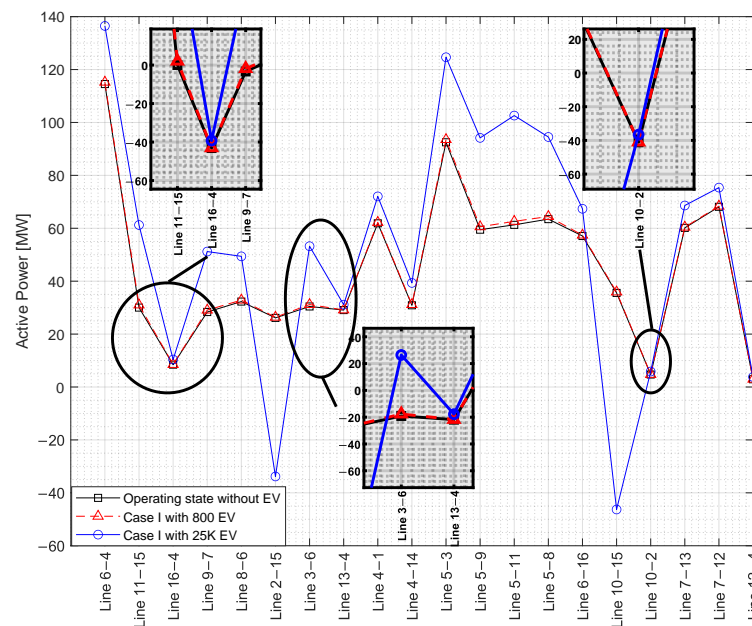 Active Power [MW]
140
120
100
80
60
40
20
0
−20
−40
−60
0
−20
−40
−60
Line 11−15
Line 16−4
Line 9−7
20
0
−20
−40
−60
Line 10−2
40
20
0
−20
−40
−60
Line 3−6
Line 13−4
Operating state without EV
Case I with 800 EV
Case I with 25K EV
Line 6−4
Line 11−15
Line 16−4
Line 9−7
Line 8−6
Line 2−15
Line 3−6
Line 13−4
Line 4−1
Line 4−14
Line 5−3
Line 5−9
Line 5−11
Line 5−8
Line 6−16
Line 10−15
Line 10−2
Line 7−13
Line 7−12